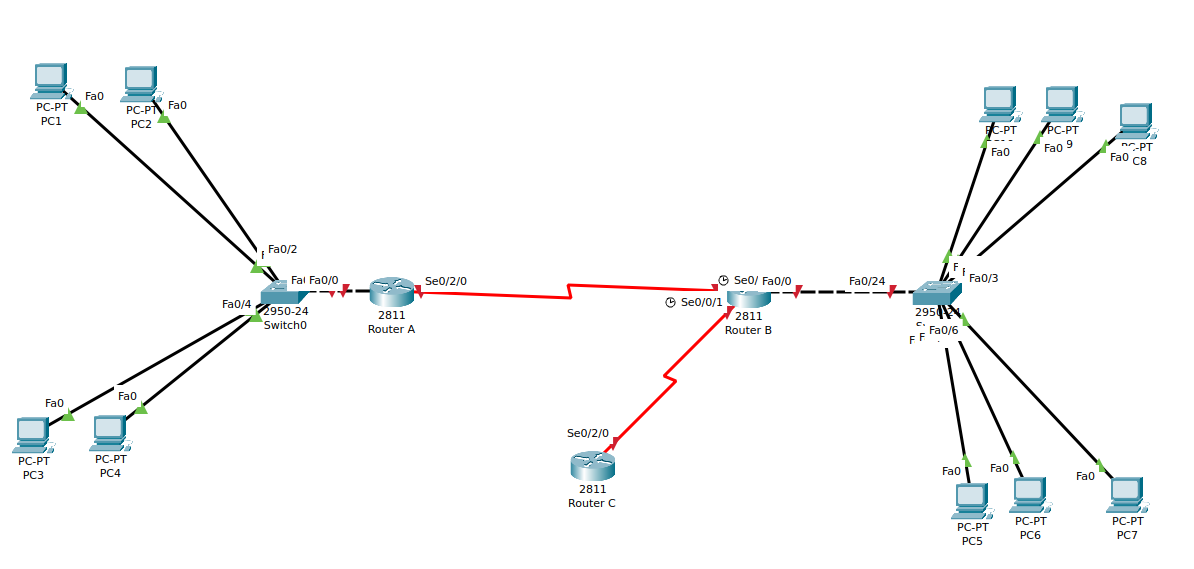 Fa0
PC-PT
PC1
Fa0
PC-PT
PC2
Fa0/2
Fa0/0
Fa0/4
2950-24
Switch0
Se0/2/0
2811
Router A
Fa0
PC-PT
PC3
Fa0
PC-PT
PC4
Se0/
Fa0/0
Se0/0/1
2811
Router B
Se0/2/0
2811
Router C
Fa0/24
Fa0/3
2950-24
Fa0/6
PC-PT
Fa0
PC-PT
9
Fa0
C-PT
C8
Fa0
Fa0
PC-PT
PC5
Fa0
PC-PT
PC6
Fa0
PC-PT
PC7